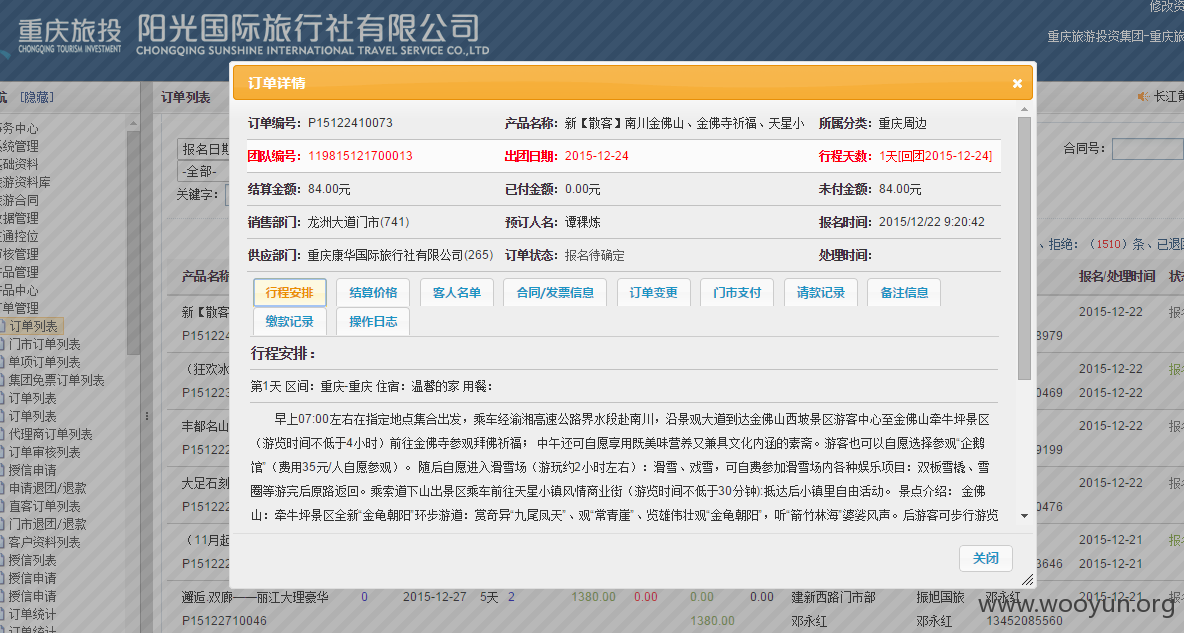 重庆旅投 阳光国际旅行社有限公司
CHONGQING TOURISM INVESTMENT CHONGQING SUNSHINE INTERNATIONAL TRAVEL SERVICE CO.,LTD
修改资
重庆旅游投资集团-重庆旅
航 [隐藏]
订单列表
长江黄
务中心
系统管理
基础资料
旅游资料库
旅游合同
数据管理
交通控位
审核管理
产品管理
产品中心
订单管理
订单列表
门市订单列表
单项订单列表
集团免票订单列表
订单列表
订单列表
代理商订单列表
订单审核列表
授信申请
申请退团/退款
直客订单列表
门市退团/退款
客户资料列表
授信列表
授信申请
授信申请
订单统计
订单统计
报名日期
-全部-
关键字:
合同号:
、拒绝: (1510) 条、已退团
产品名称
报名/处理时间 状
新【散客
P151224
2015-12-22 报名
8979
(狂欢水
P151223
2015-12-22 报
0469 2015-12-22
丰都名山
P151222
2015-12-22 报
9199
大足石刻
P151222
2015-12-22 报
0476
(11月起
P151222
2015-12-21 报
3646 2015-12-21
订单详情
订单编号: P15122410073 产品名称: 新【散客】南川金佛山、金佛寺祈福、天星小 所属分类: 重庆周边
团队编号: 119815121700013 出团日期: 2015-12-24 行程天数: 1天[回团2015-12-24]
结算金额: 84.00元 已付金额: 0.00元 未付金额: 84.00元
销售部门: 龙洲大道门市(741) 预订人名: 谭稞炼 报名时间: 2015/12/22 9:20:42
供应部门: 重庆康华国际旅行社有限公司(265) 订单状态: 报名待确定 处理时间:
行程安排 结算价格 客人名单 合同/发票信息 订单变更 门市支付 请款记录 备注信息
缴款记录 操作日志
行程安排:
第1天 区间: 重庆-重庆 住宿: 温馨的家 用餐:
早上07:00左右在指定地点集合出发,乘车经渝湘高速公路界水段赴南川,沿景观大道到达金佛山西坡景区游客中心至金佛山牵牛坪景区
(游览时间不低于4小时)前往金佛寺参观拜佛祈福; 中午还可自愿享用既美味营养又兼具文化内涵的素斋。游客也可以自愿选择参观“企鹅
馆”(费用35元/人自愿参观)。 随后自愿进入滑雪场(游玩约2小时左右):滑雪、戏雪,可自费参加滑雪场内各种娱乐项目: 双板雪橇、雪
圈等游完后原路返回。乘索道下山出景区乘车前往天星小镇风情商业街(游览时间不低于30分钟):抵达后小镇里自由活动。 景点介绍: 金佛
山: 牵牛坪景区全新“金龟朝阳”环步游道: 赏奇异“九尾凤天”、观“常青崖”、览雄伟壮观“金龟朝阳”,听“箭竹林海”婆娑风声。后游客可步行游览
关闭
邂逅.双廊——丽江大理豪华 0 2015-12-27 5天 2 1380.00 0.00 0.00 0.00 建新西路门市部 振旭国旅 邓永红 2015-12-21 报
P15122710046 1380.00 邓永红 邓永红 13452085560
www.wooyun.org